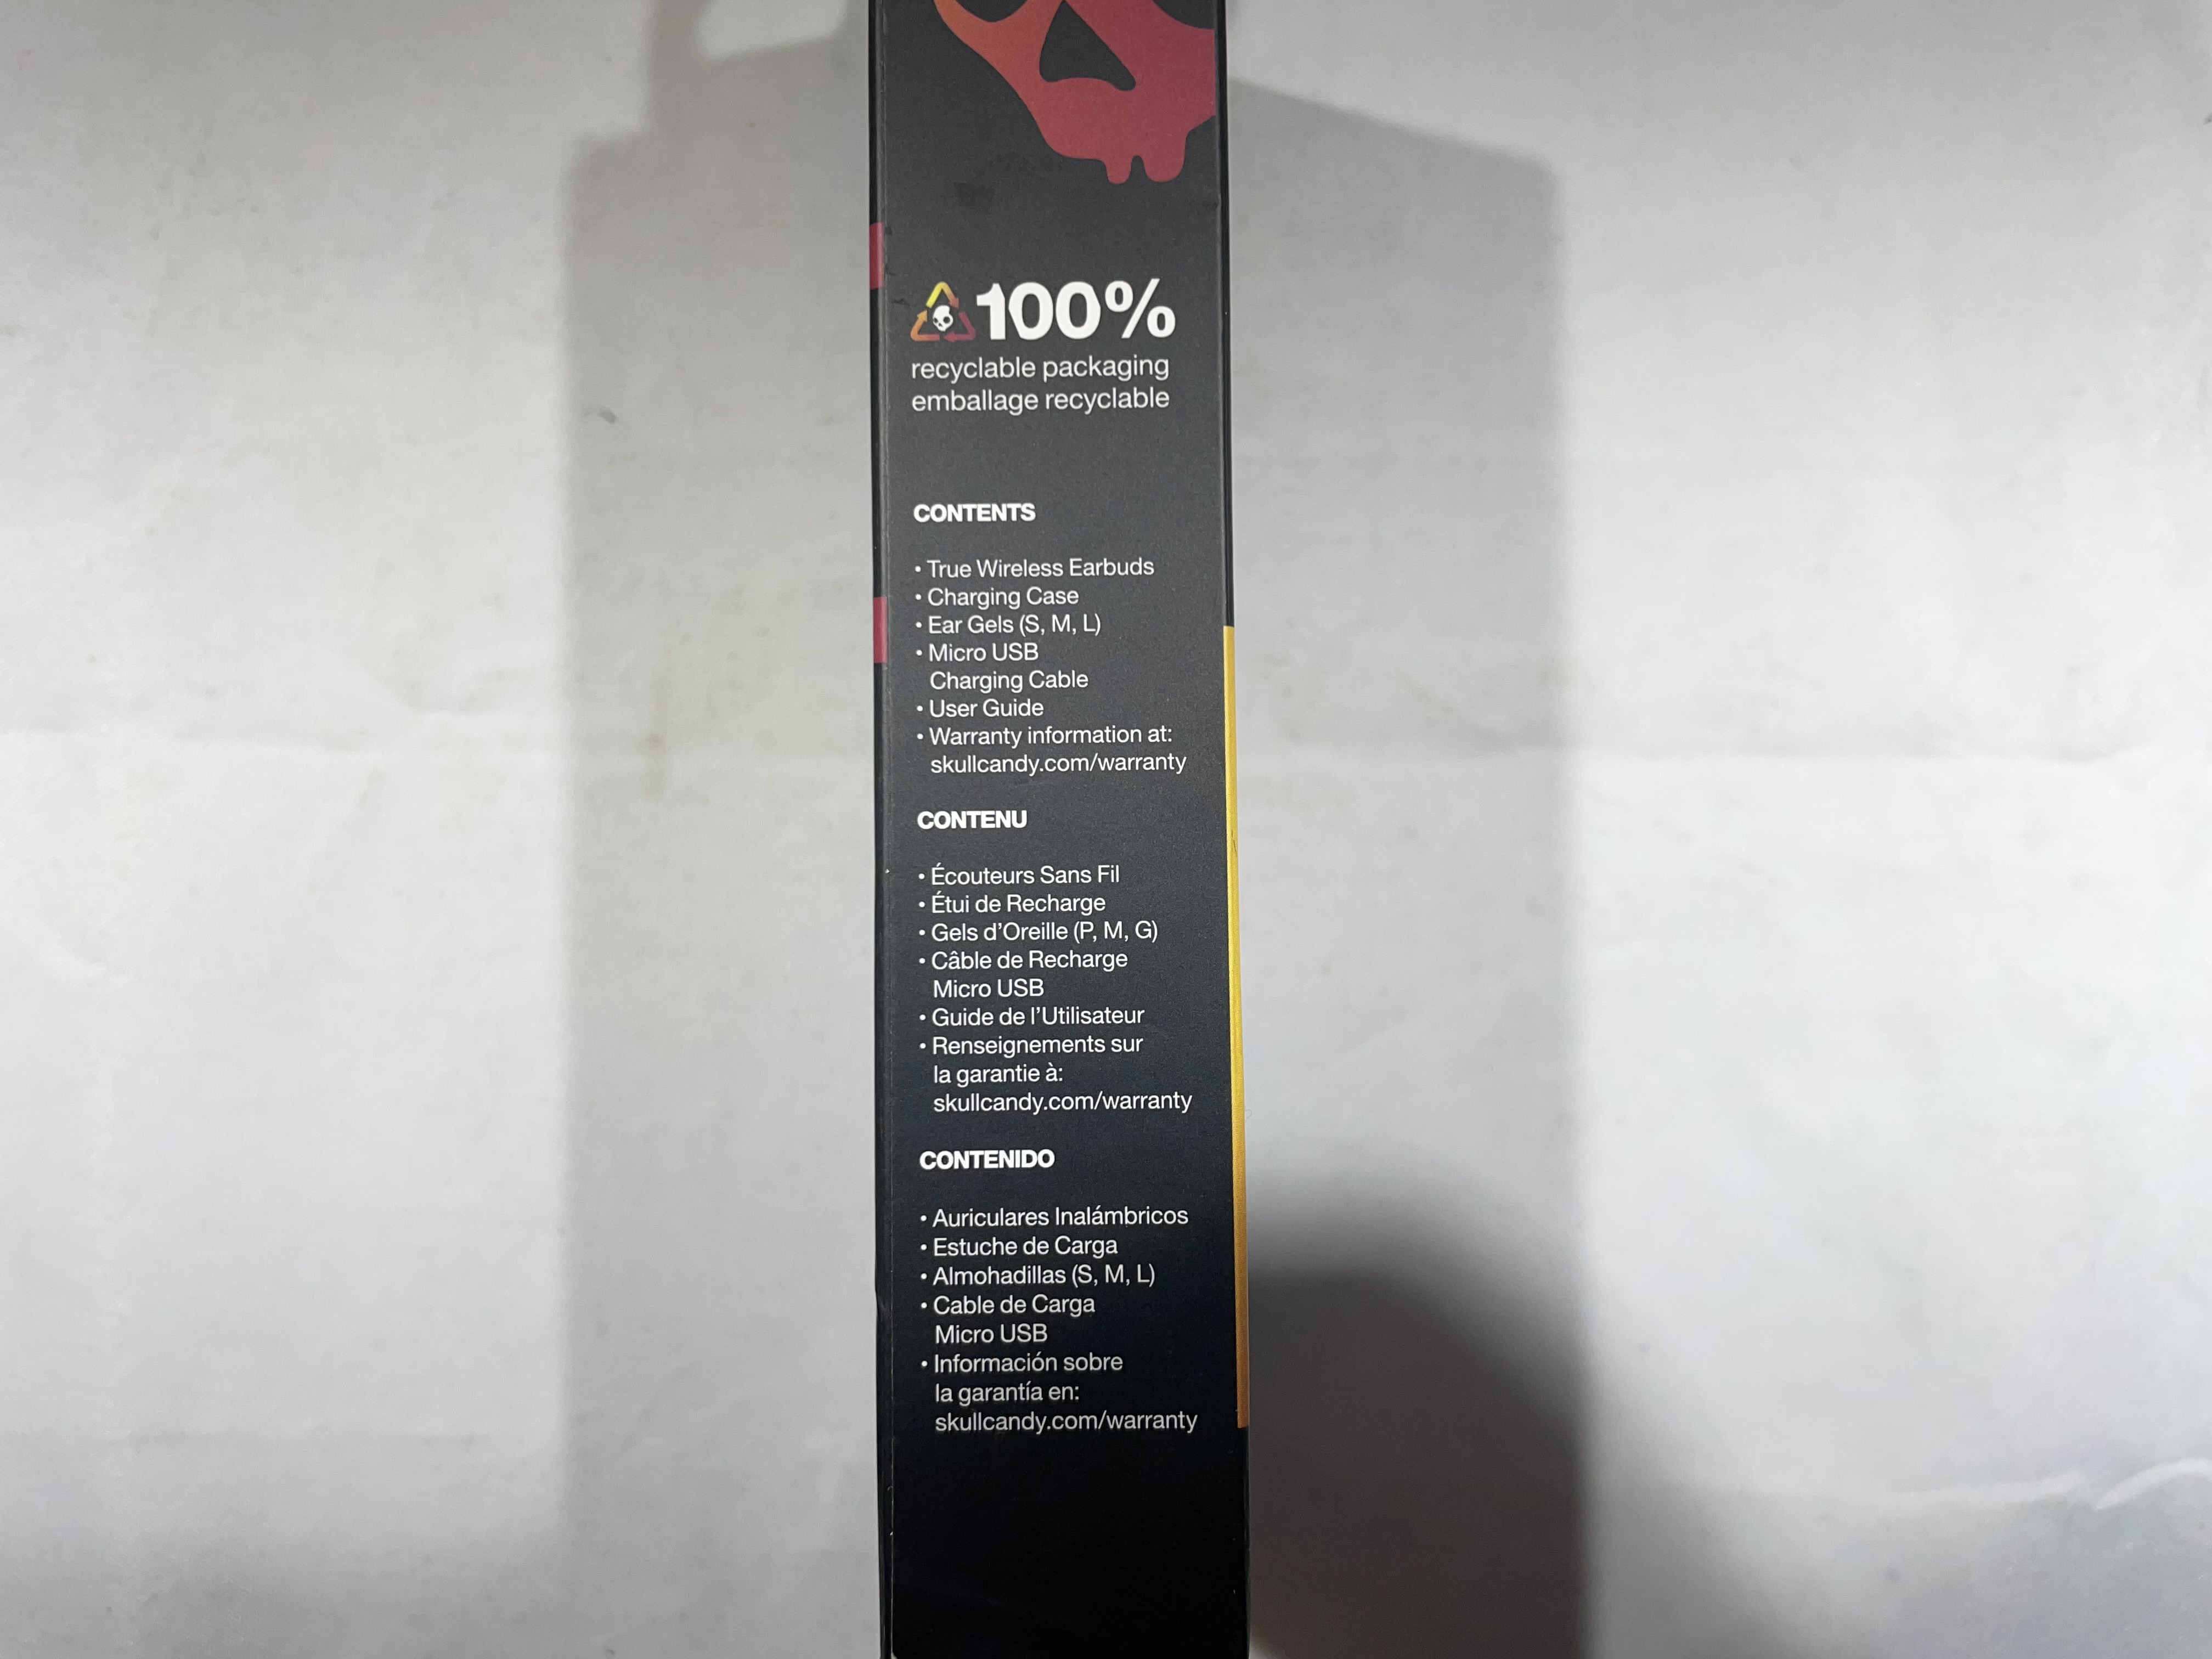 100%
recyclable packaging
emballage recyclable
CONTENTS
• True Wireless Earbuds
• Charging Case
• Ear Gels (S, M, L)
• Micro USB
Charging Cable
• User Guide
• Warranty information at:
skullcandy.com/warranty
CONTENU
• Écouteurs Sans Fil
• Étui de Recharge
• Gels d'Oreille (P, M, G)
• Câble de Recharge
Micro USB
• Guide de l'Utilisateur
• Renseignements sur
la garantie à:
skullcandy.com/warranty
CONTENIDO
• Auriculares Inalámbricos
• Estuche de Carga
• Almohadillas (S, M, L)
• Cable de Carga
Micro USB
• Información sobre
la garantía en:
skullcandy.com/warranty